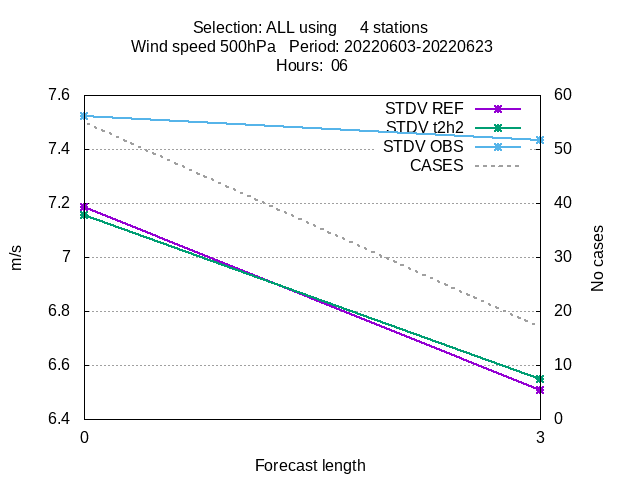 Selection: ALL using 4 stations
Wind speed 500hPa Period: 20220603-20220623
Hours: 06
7.6
7.4
7.2
7
6.8
6.6
6.4
60
50
40
30
20
10
0
STDV REF
STDV t2h2
STDV OBS
CASES
m/s
No cases
0
3
Forecast length